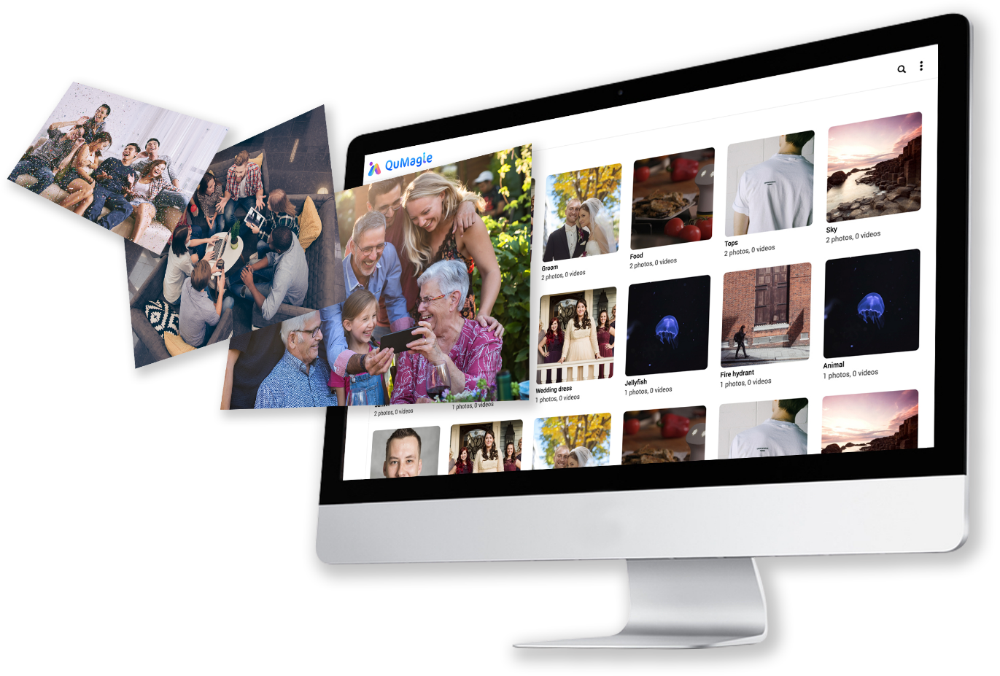 QuMagie
Groom
2 photos, 0 videos
Food
2 photos, 0 videos
Tops
2 photos, 0 videos
Sky
2 photos, 0 videos
Wedding dress
1 photos, 0 videos
Jellyfish
1 photos, 0 videos
Fire hydrant
1 photos, 0 videos
Animal
1 photos, 0 videos
2 photos, 0 videos
1 photos, 0 videos